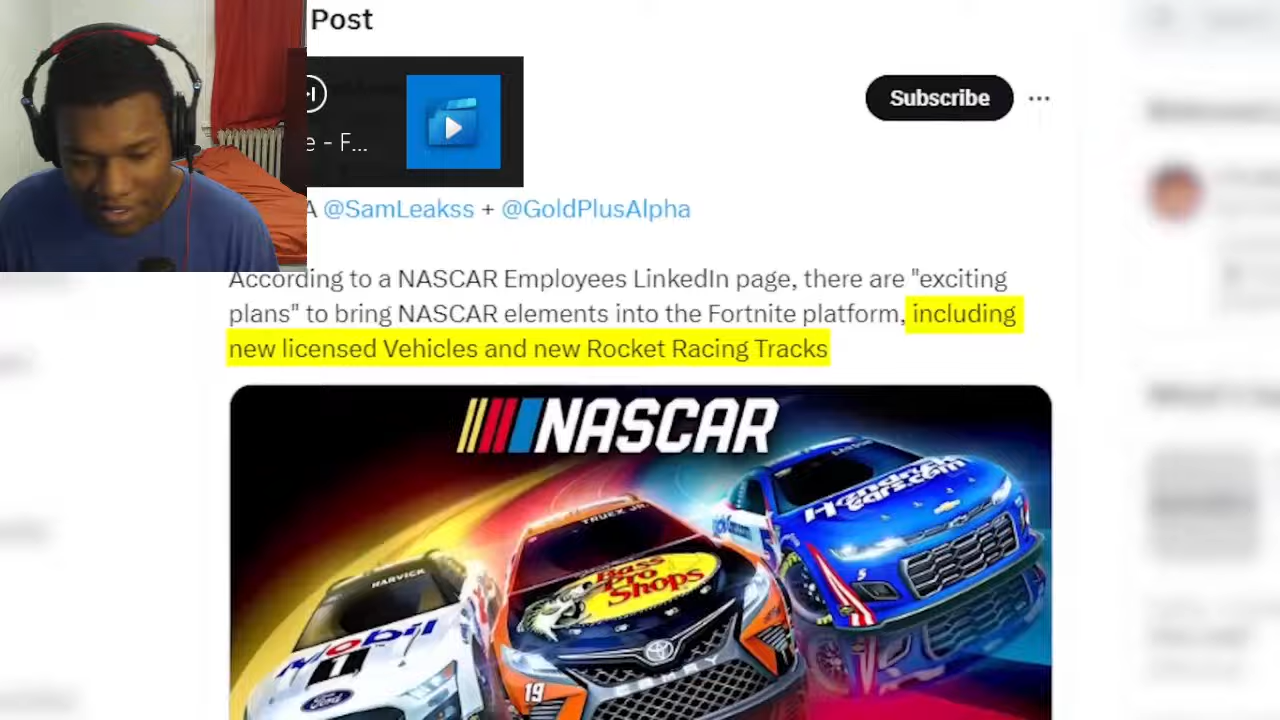 Post
Subscribe
e - F...
A @SamLeakss + @GoldPlusAlpha
According to a NASCAR Employees LinkedIn page, there are "exciting
plans" to bring NASCAR elements into the Fortnite platform, including
new licensed Vehicles and new Rocket Racing Tracks
NASCAR
TRUEX JR.
Hendrick
cars.com
HARVICK
Bass
Pro
Shops
5
Mobil
1
CAMRY
19
Ford